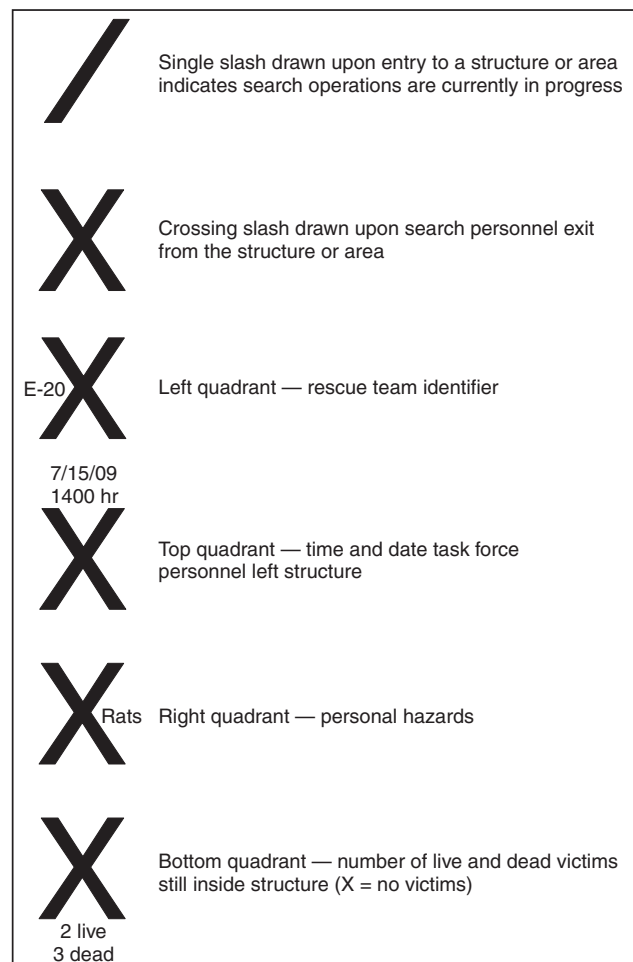 Single slash drawn upon entry to a structure or area
indicates search operations are currently in progress
Crossing slash drawn upon search personnel exit
from the structure or area
E-20
Left quadrant — rescue team identifier
7/15/09
1400 hr
Top quadrant — time and date task force
personnel left structure
Rats
Right quadrant — personal hazards
Bottom quadrant — number of live and dead victims
still inside structure (X = no victims)
2 live
3 dead